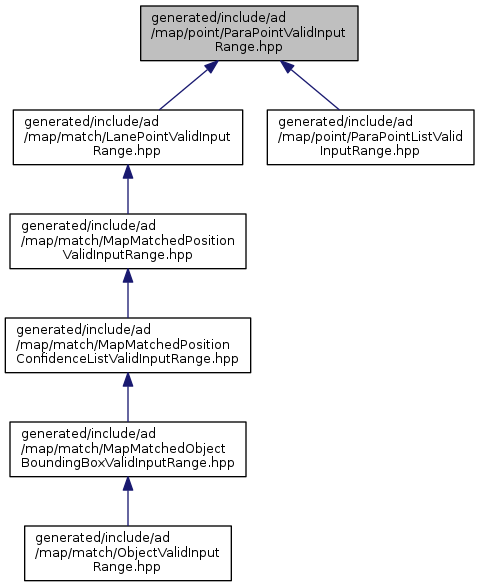 generated/include/ad
/map/point/ParaPointValidInput
Range.hpp
generated/include/ad
/map/match/LanePointValidInput
Range.hpp
generated/include/ad
/map/point/ParaPointListValid
InputRange.hpp
generated/include/ad
/map/match/MapMatchedPosition
ValidInputRange.hpp
generated/include/ad
/map/match/MapMatchedPosition
ConfidenceListValidInputRange.hpp
generated/include/ad
/map/match/MapMatchedObject
BoundingBoxValidInputRange.hpp
generated/include/ad
/map/match/ObjectValidInput
Range.hpp